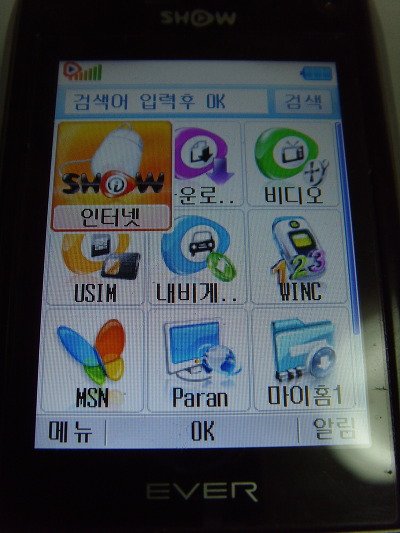 SHOW
검색어 입력후 OK 검색
SHOW
인터넷 운로.. 비디오
USIM 내비게.. WINC
123
MSN Paran 마이홈1
메뉴 OK 알림
EVER